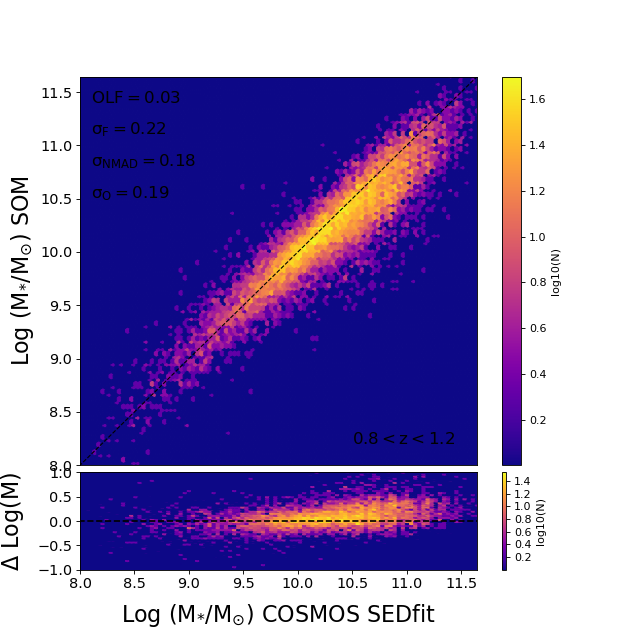 OLF = 0.03
σF = 0.22
σNMAD = 0.18
σO = 0.19
0.8 < z < 1.2
Log (M*/M⊙) SOM
11.5
11.0
10.5
10.0
9.5
9.0
8.5
8.0
1.6
1.4
1.2
1.0
0.8
0.6
0.4
0.2
log10(N)
Δ Log(M)
1.0
0.5
0.0
−0.5
−1.0
1.4
1.2
1.0
0.8
0.6
0.4
0.2
log10(N)
8.0 8.5 9.0 9.5 10.0 10.5 11.0 11.5
Log (M*/M⊙) COSMOS SEDfit